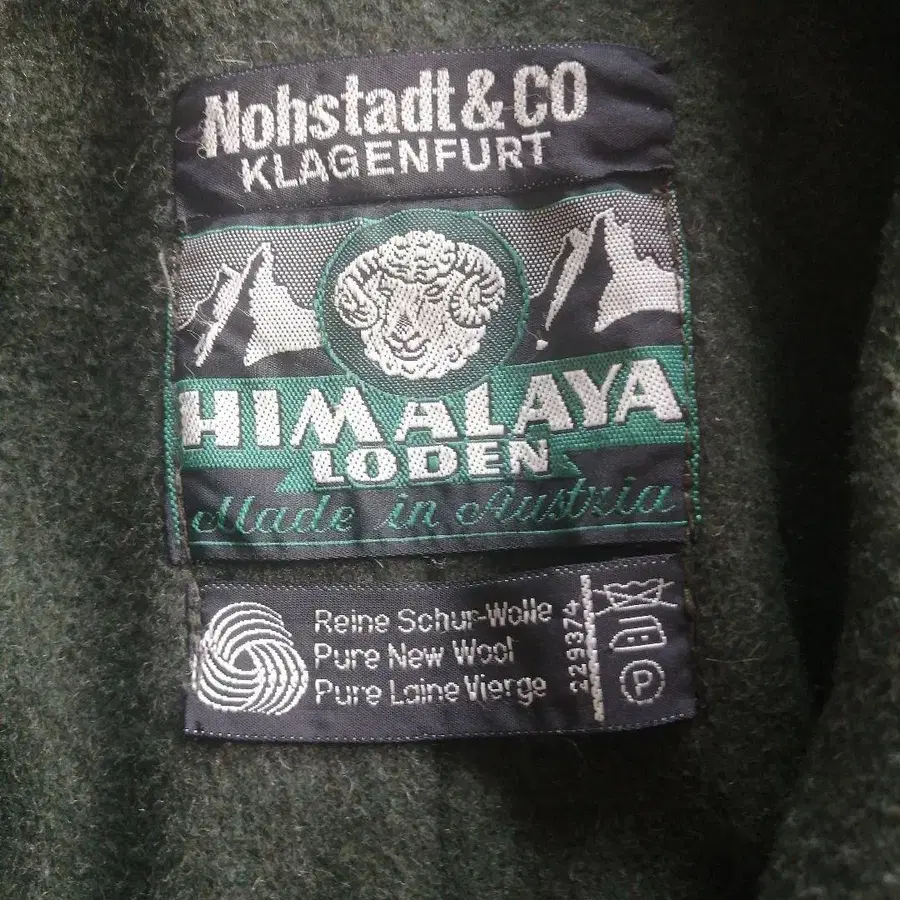 Nohstadt & CO
KLAGENFURT
HIMALAYA
LODEN
Made in Austria
Reine Schur-Wolle
Pure New Wool
Pure Laine Vierge
229374
P